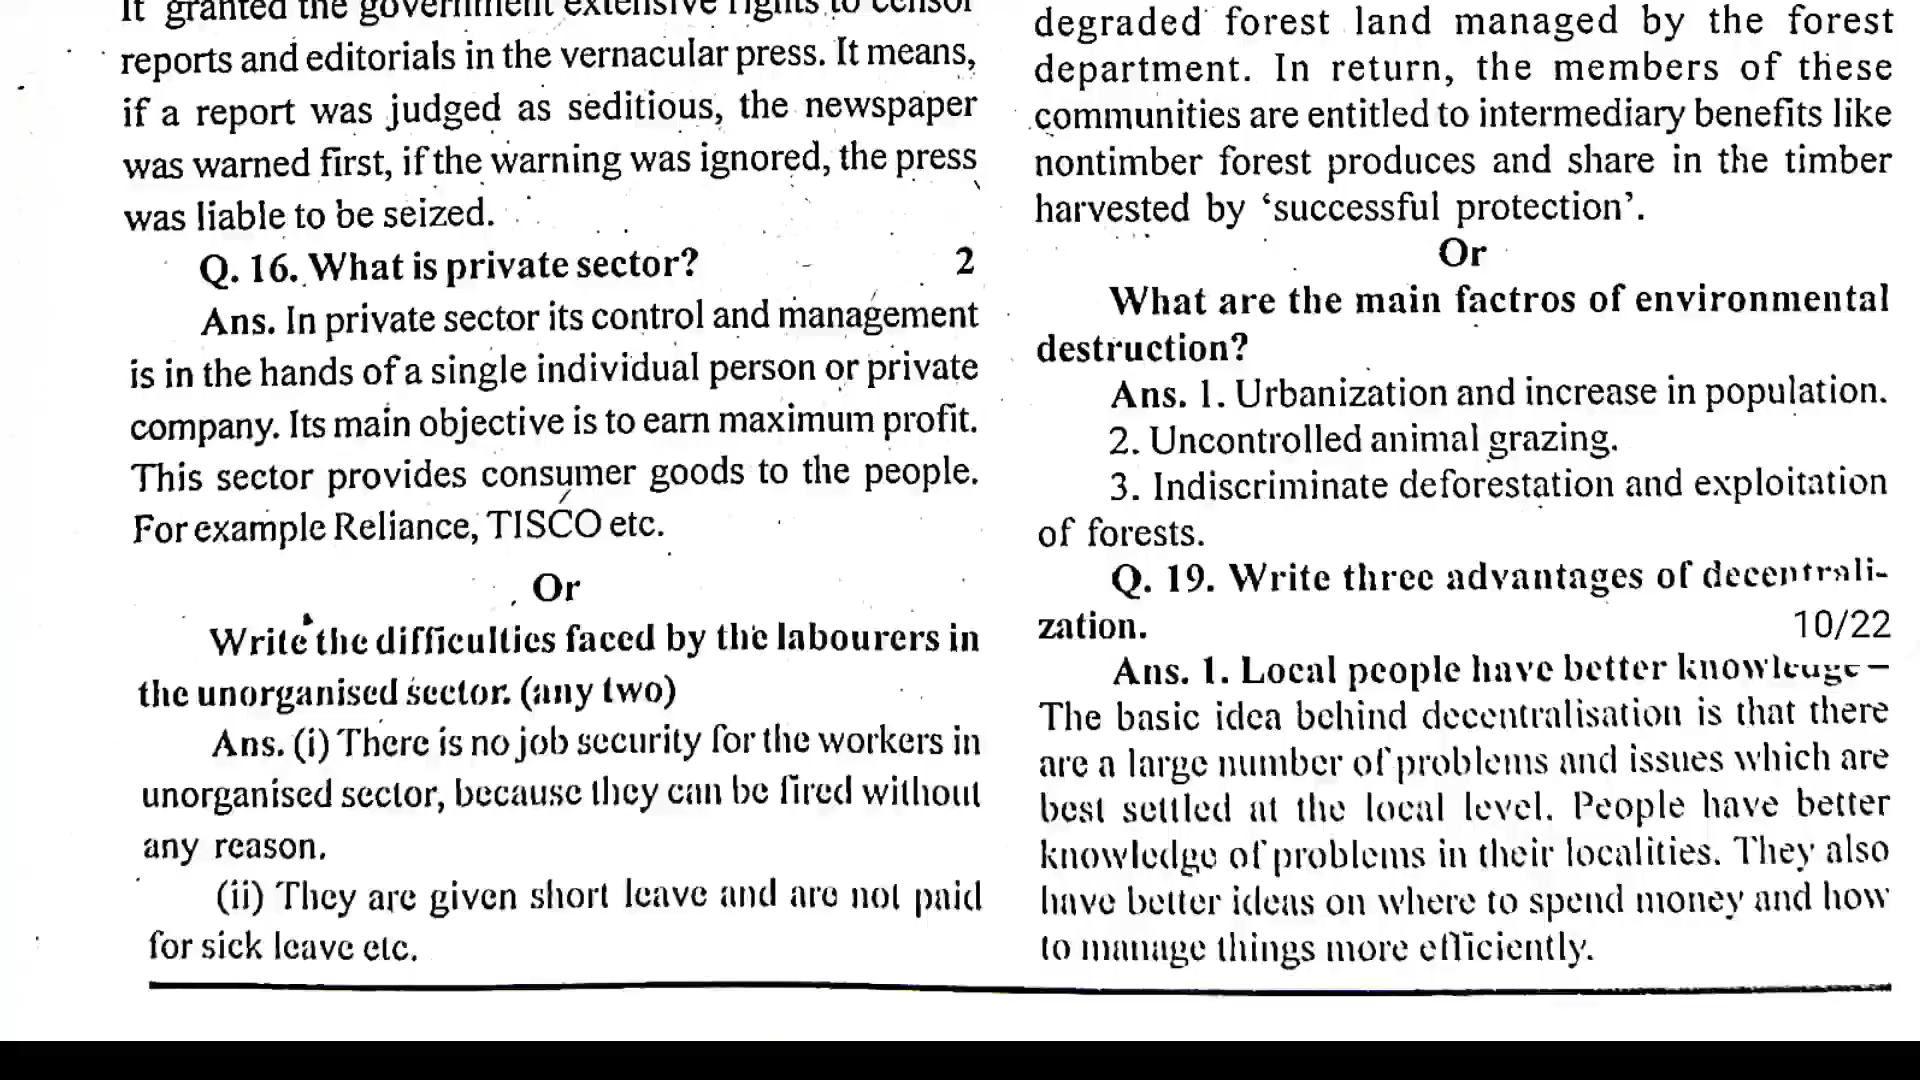 It granted the government extensive rights to censor
reports and editorials in the vernacular press. It means,
if a report was judged as seditious, the newspaper
was warned first, if the warning was ignored, the press
was liable to be seized.
Q. 16. What is private sector? 2
Ans. In private sector its control and management
is in the hands of a single individual person or private
company. Its main objective is to earn maximum profit.
This sector provides consumer goods to the people.
For example Reliance, TISCO etc.
Or
Write the difficulties faced by the labourers in
the unorganised sector. (any two)
Ans. (i) There is no job security for the workers in
unorganised sector, because they can be fired without
any reason.
(ii) They are given short leave and are not paid
for sick leave etc.
degraded forest land managed by the forest
department. In return, the members of these
communities are entitled to intermediary benefits like
nontimber forest produces and share in the timber
harvested by ‘successful protection’.
Or
What are the main factros of environmental
destruction?
Ans. 1. Urbanization and increase in population.
2. Uncontrolled animal grazing.
3. Indiscriminate deforestation and exploitation
of forests.
Q. 19. Write three advantages of decentrali-
zation.
10/22
Ans. 1. Local people have better knowledge –
The basic idea behind decentralisation is that there
are a large number of problems and issues which are
best settled at the local level. People have better
knowledge of problems in their localities. They also
have better ideas on where to spend money and how
to manage things more efficiently.